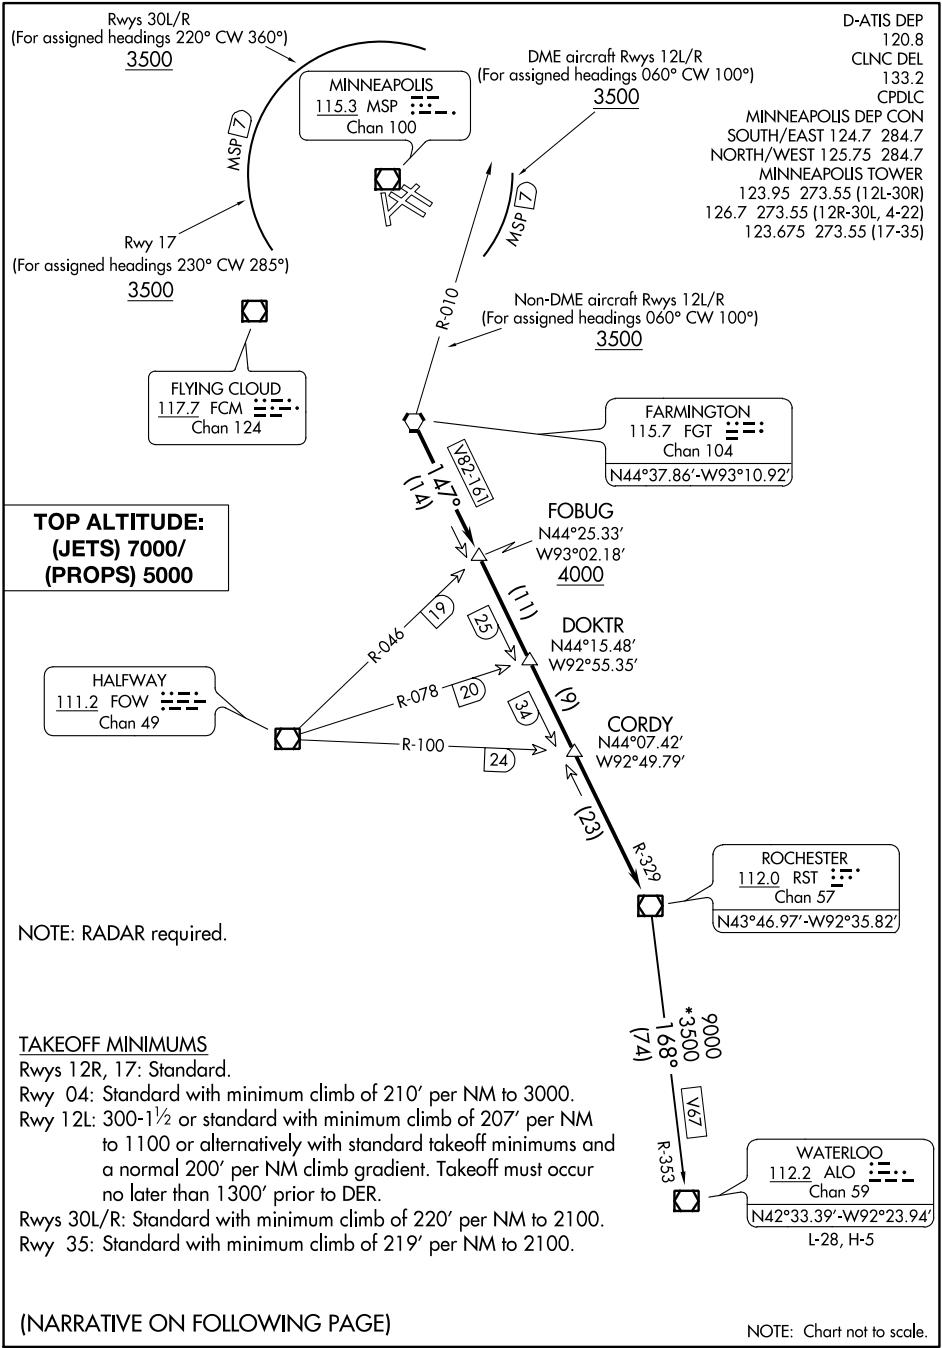 Rwys 30L/R
(For assigned headings 220° CW 360°)
3500
D-ATIS DEP
120.8
CLNC DEL
133.2
CPDLC
MINNEAPOLIS DEP CON
SOUTH/EAST 124.7 284.7
NORTH/WEST 125.75 284.7
MINNEAPOLIS TOWER
123.95 273.55 (12L-30R)
126.7 273.55 (12R-30L, 4-22)
123.675 273.55 (17-35)
DME aircraft Rwys 12L/R
(For assigned headings 060° CW 100°)
3500
MINNEAPOLIS
115.3 MSP
Chan 100
MSP 7
MSP 7
Rwy 17
(For assigned headings 230° CW 285°)
3500
R-010
Non-DME aircraft Rwys 12L/R
(For assigned headings 060° CW 100°)
3500
FLYING CLOUD
117.7 FCM
Chan 124
FARMINGTON
115.7 FGT
Chan 104
N44°37.86'-W93°10.92'
V82-161
147°
(14)
TOP ALTITUDE:
(JETS) 7000/
(PROPS) 5000
FOBUG
N44°25.33'
W93°02.18'
4000
(11)
19
R-046
25
DOKTR
N44°15.48'
W92°55.35'
HALFWAY
111.2 FOW
Chan 49
R-078
20
(9)
34
CORDY
N44°07.42'
W92°49.79'
R-100
24
(23)
R-329
ROCHESTER
112.0 RST
Chan 57
N43°46.97'-W92°35.82'
NOTE: RADAR required.
9000
*3500
168°
(74)
V67
R-353
WATERLOO
112.2 ALO
Chan 59
N42°33.39'-W92°23.94'
L-28, H-5
TAKEOFF MINIMUMS
Rwys 12R, 17: Standard.
Rwy 04: Standard with minimum climb of 210' per NM to 3000.
Rwy 12L: 300-1½ or standard with minimum climb of 207' per NM
to 1100 or alternatively with standard takeoff minimums and
a normal 200' per NM climb gradient. Takeoff must occur
no later than 1300' prior to DER.
Rwys 30L/R: Standard with minimum climb of 220' per NM to 2100.
Rwy 35: Standard with minimum climb of 219' per NM to 2100.
(NARRATIVE ON FOLLOWING PAGE)
NOTE: Chart not to scale.